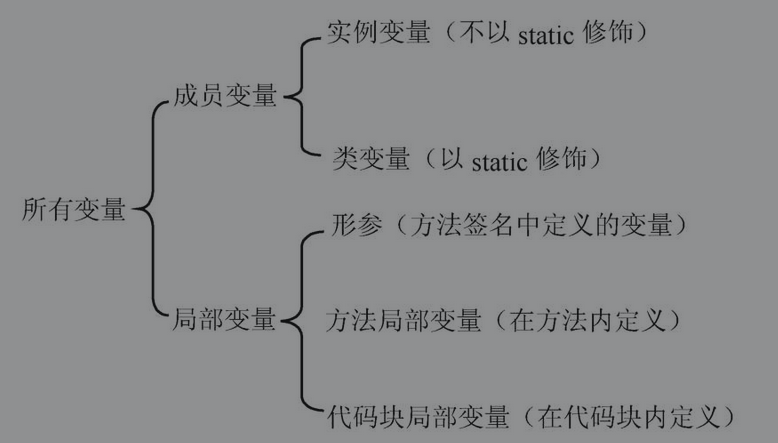 实例变量（不以 static 修饰）
成员变量
类变量（以 static 修饰）
所有变量
形参（方法签名中定义的变量）
局部变量
方法局部变量（在方法内定义）
代码块局部变量（在代码块内定义）